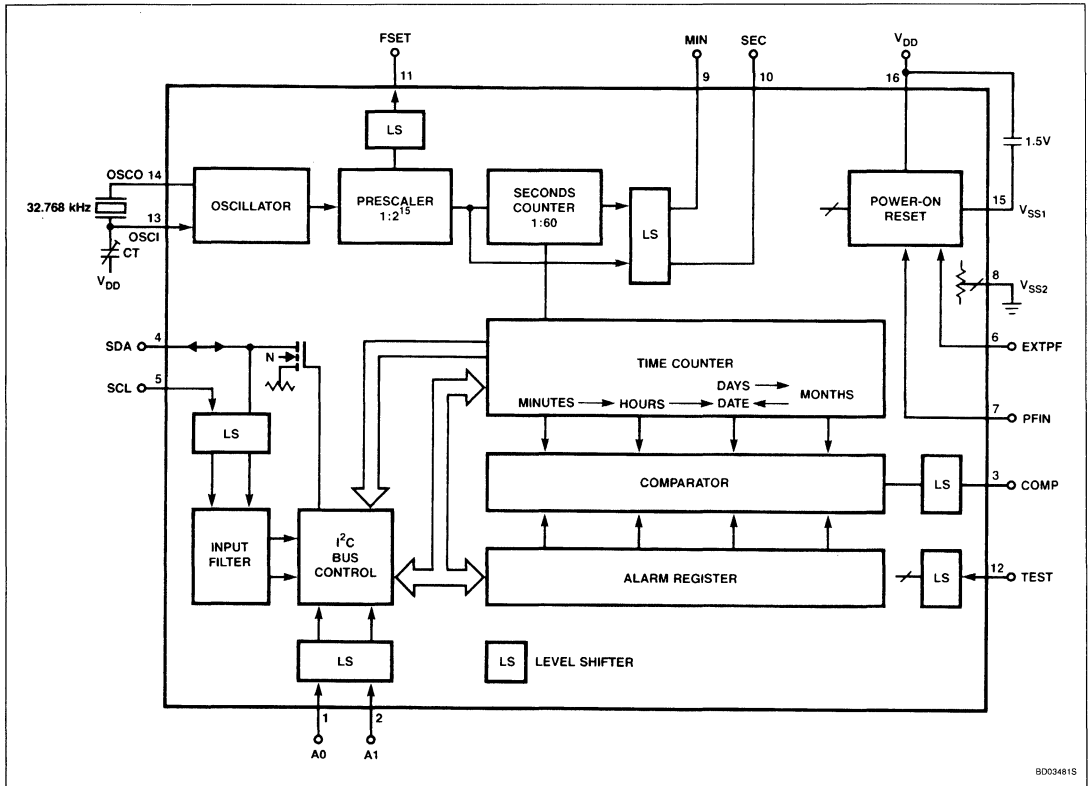 FSET
MIN
SEC
VDD
11
9
10
16
LS
1.5V
OSCO 14
32.768 kHz
13
OSCI
CT
VDD
OSCILLATOR
PRESCALER
1:2¹⁵
SECONDS
COUNTER
1:60
LS
POWER-ON
RESET
15
VSS1
8
VSS2
SDA
4
N
SCL
5
LS
6
EXTPF
TIME COUNTER
DAYS
MINUTES
HOURS
DATE
MONTHS
7
PFIN
COMPARATOR
LS
3
COMP
INPUT
FILTER
I²C
BUS
CONTROL
ALARM REGISTER
LS
12
TEST
LS
LS
LEVEL SHIFTER
1
2
A0
A1
BD03481S